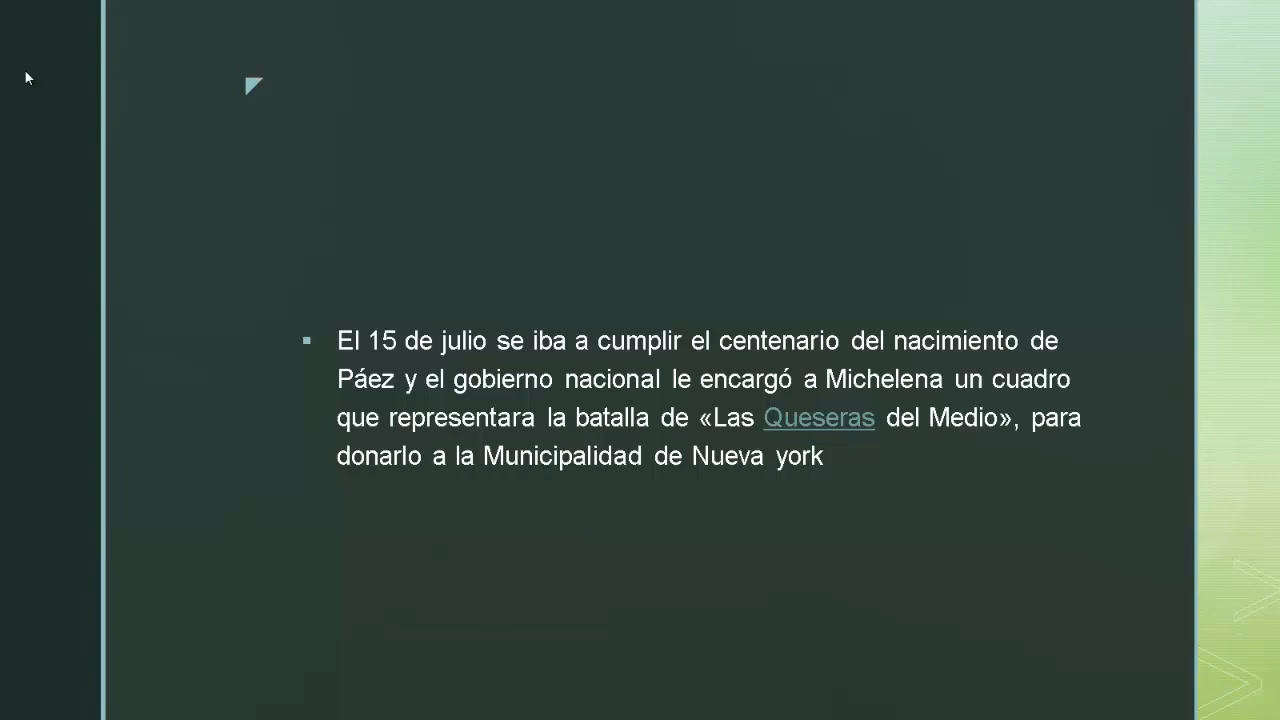 ▪ El 15 de julio se iba a cumplir el centenario del nacimiento de
Páez y el gobierno nacional le encargó a Michelena un cuadro
que representara la batalla de «Las Queseras del Medio», para
donarlo a la Municipalidad de Nueva york